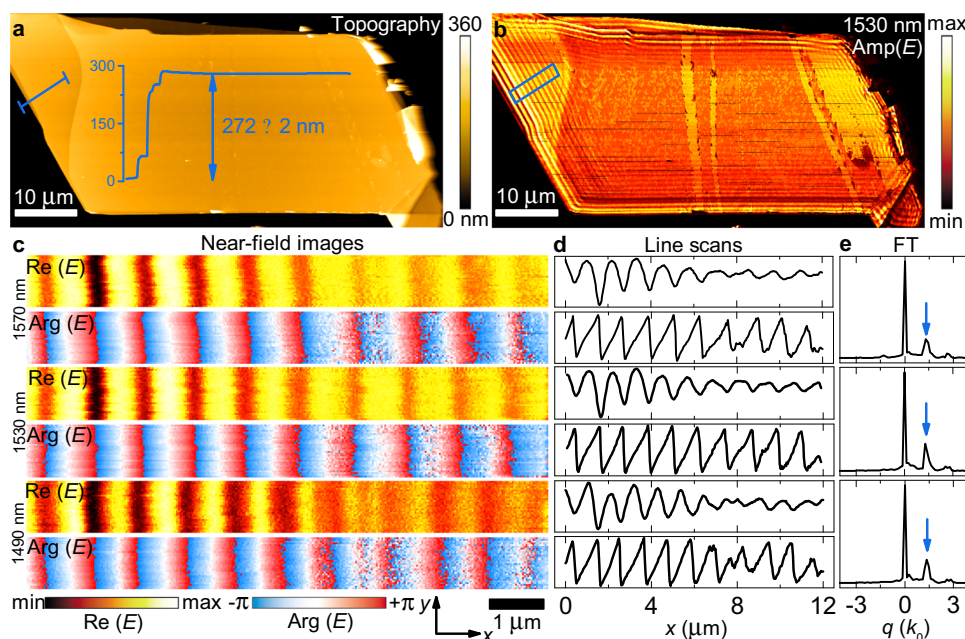 a Topography 360
300
150
0
272 ? 2 nm
10 μm
0 nm
b 1530 nm max
Amp(E)
10 μm
min
c Near-field images
Re (E)
1570 nm
Arg (E)
Re (E)
1530 nm
Arg (E)
Re (E)
1490 nm
Arg (E)
min max -π +π y
Re (E) Arg (E) x 1 μm
d Line scans
0 4 8 12
x (μm)
e FT
-3 0 3
q (k0)